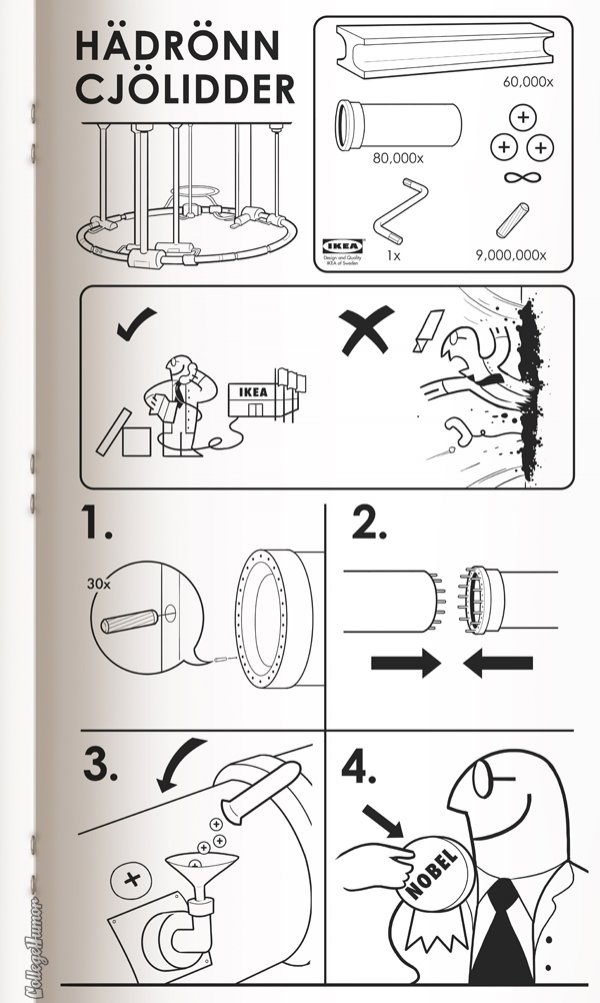 HÄDRÖNN
CJÖLIDDER
60,000x
80,000x
IKEA
Design and Quality
IKEA of Sweden
1x
9,000,000x
IKEA
1.
30x
2.
3.
4.
NOBEL
CollegeHumor